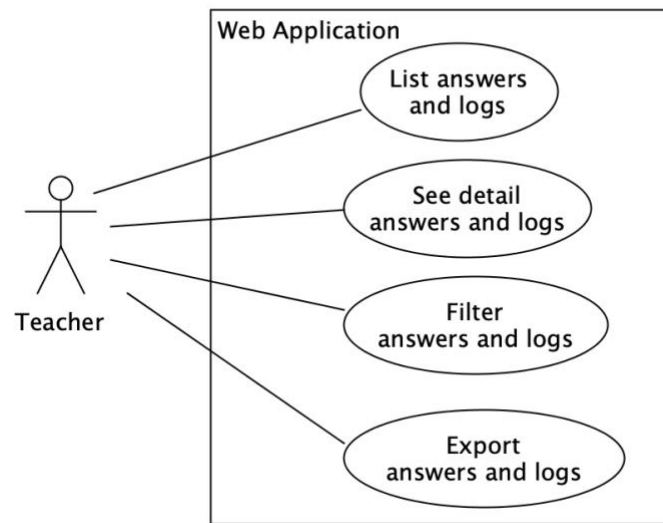 Web Application
List answers
and logs
See detail
answers and logs
Filter
answers and logs
Export
answers and logs
Teacher